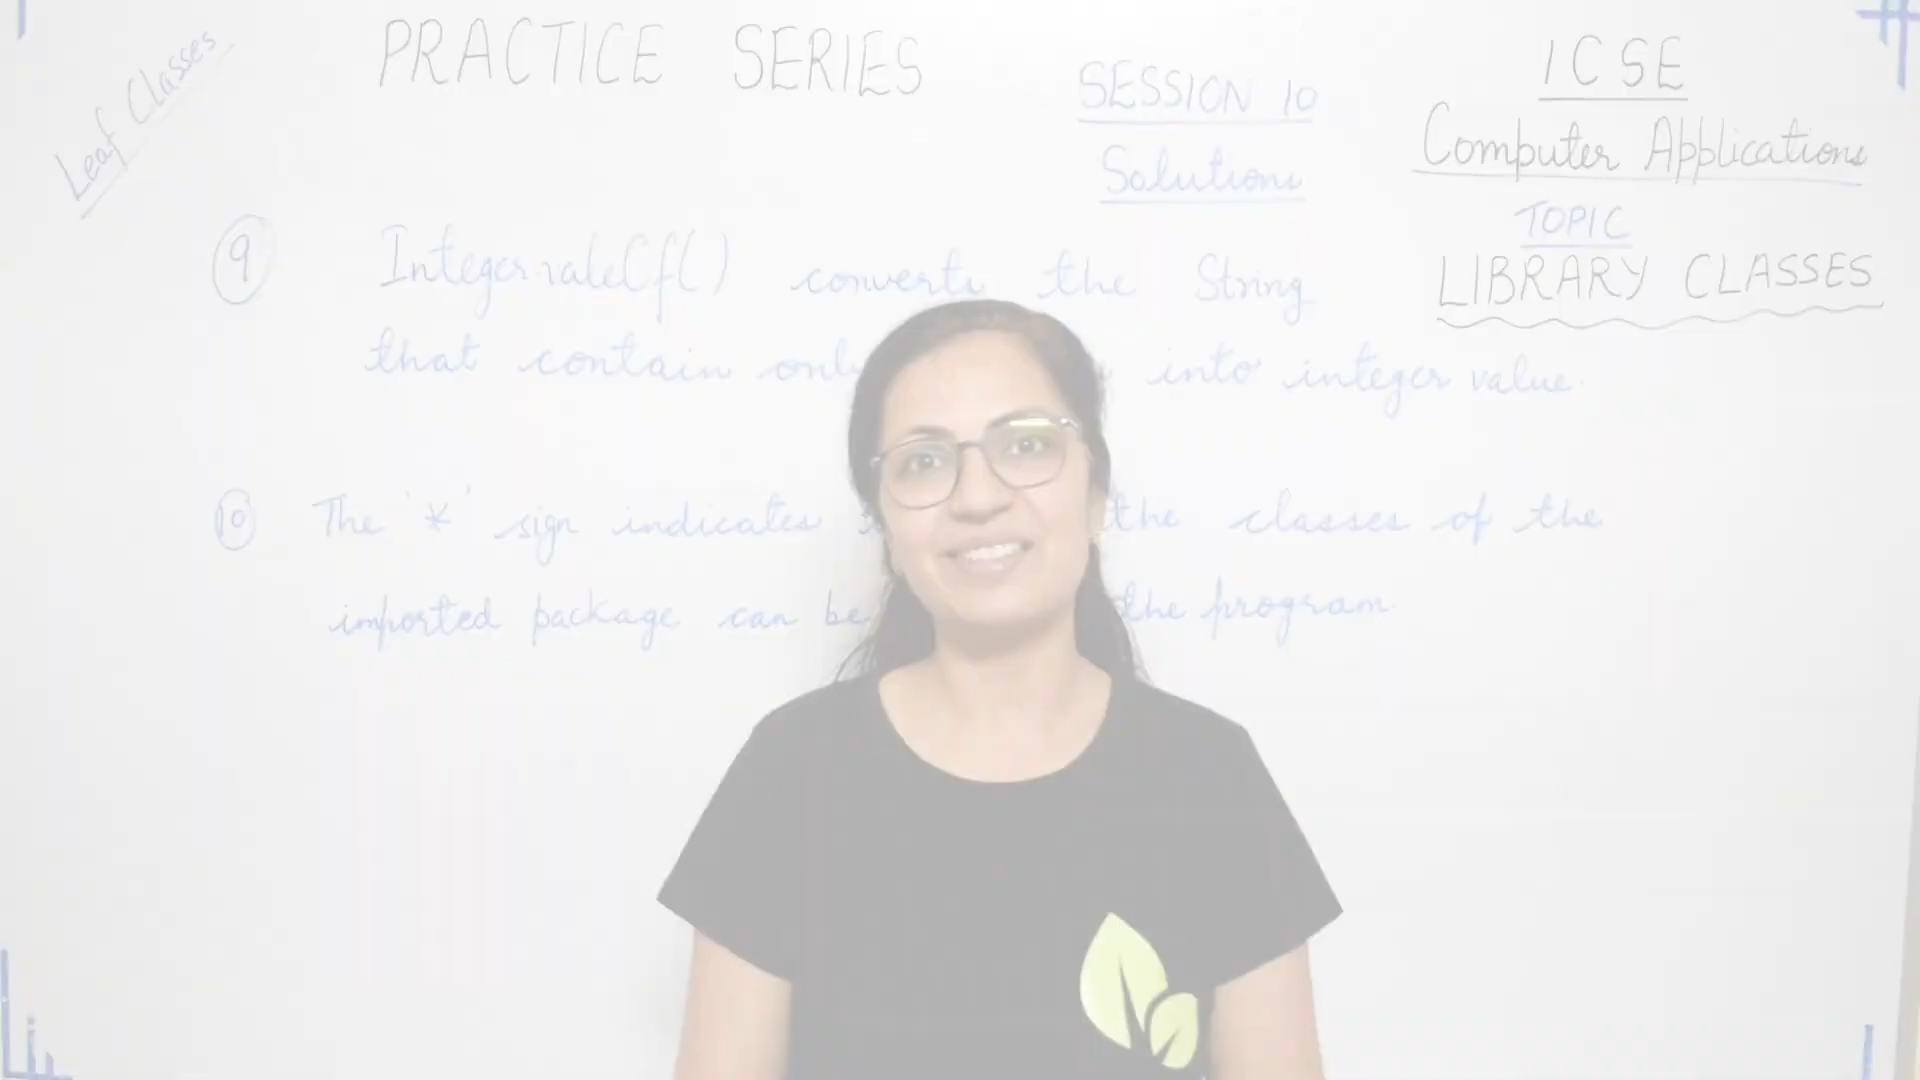 Leaf Classes
PRACTICE SERIES
SESSION 10
Solutions
ICSE
Computer Applications
TOPIC
LIBRARY CLASSES
9 Integer.valueOf() converts the String
that contain only into integer value.
10 The '*' sign indicates the classes of the
imported package can be the program.